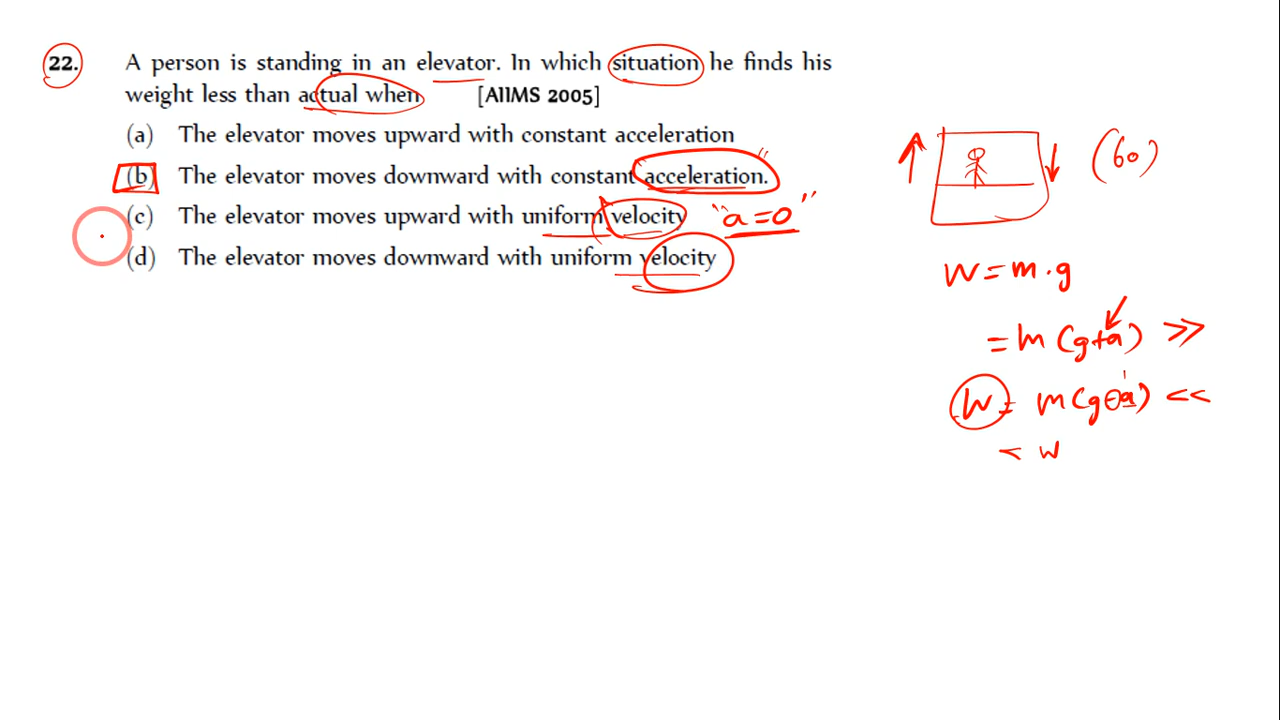 22. A person is standing in an elevator. In which situation he finds his
weight less than actual when [AIIMS 2005]
(a) The elevator moves upward with constant acceleration
(b) The elevator moves downward with constant acceleration.
(c) The elevator moves upward with uniform velocity "a=0"
(d) The elevator moves downward with uniform velocity
(60)
W=m.g
=m(g+a) >>
W= m(g-a) <<
< W